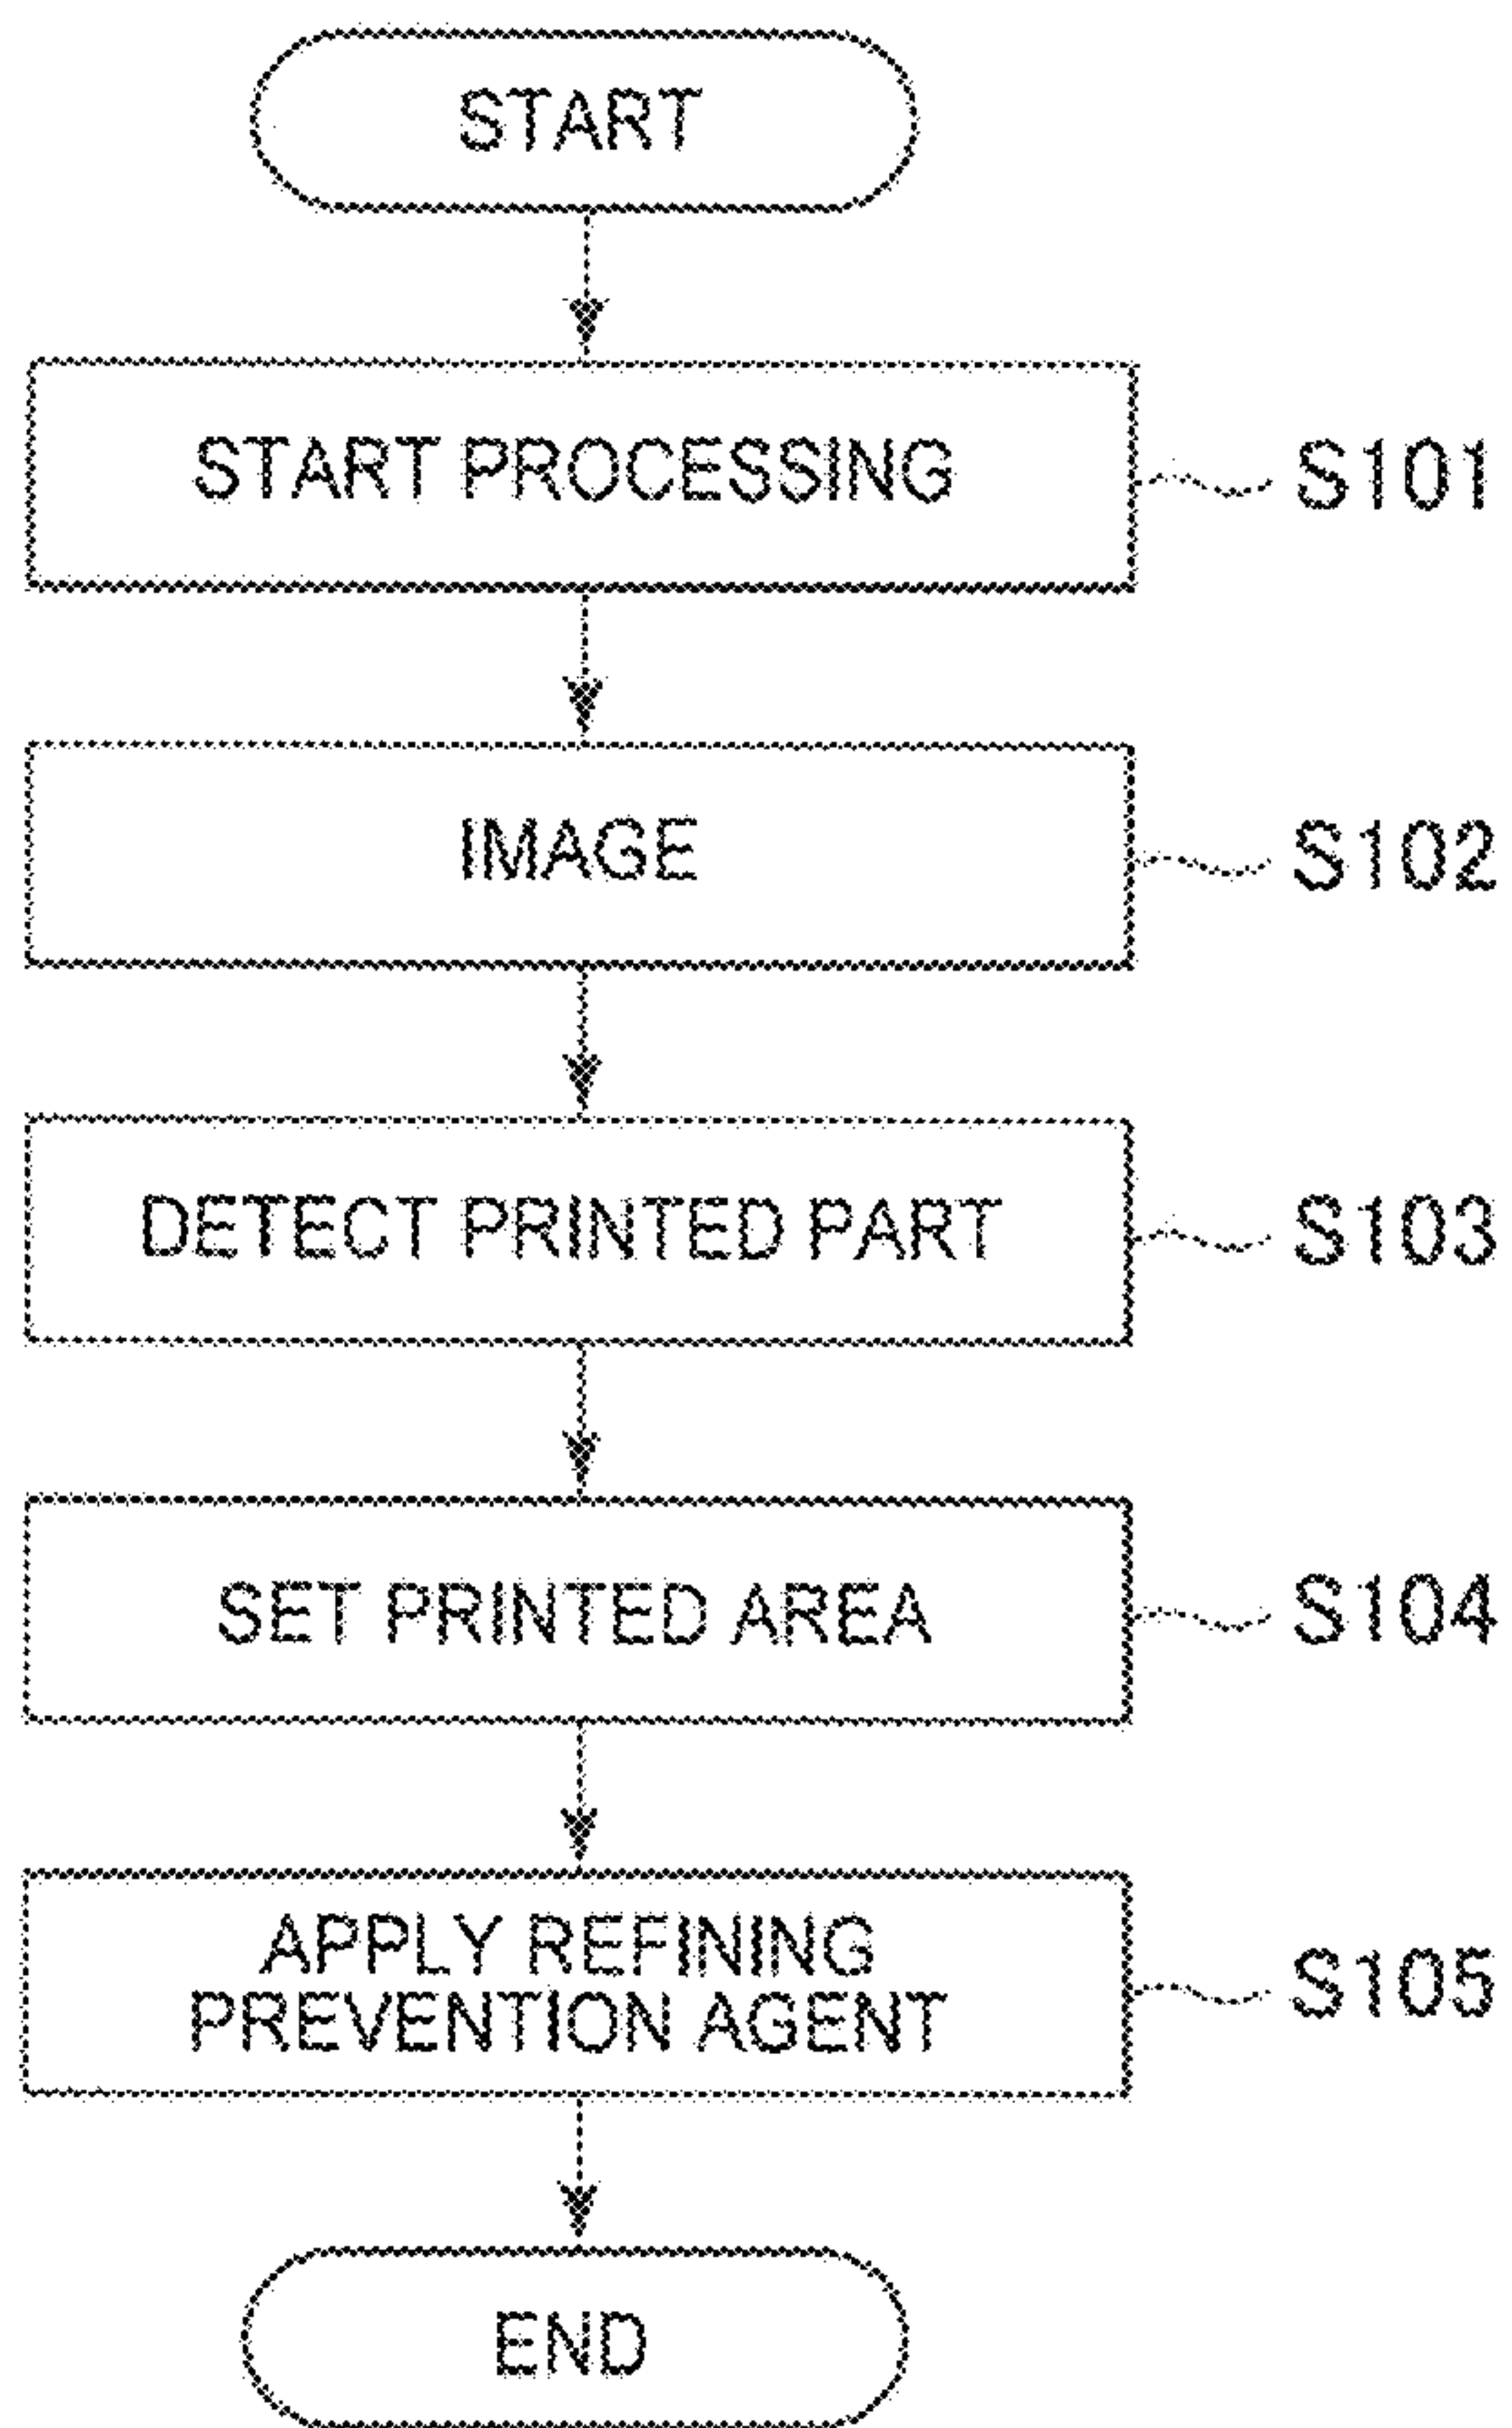 START
START PROCESSING
S101
IMAGE
S102
DETECT PRINTED PART
S103
SET PRINTED AREA
S104
APPLY REFINING
PREVENTION AGENT
S105
END